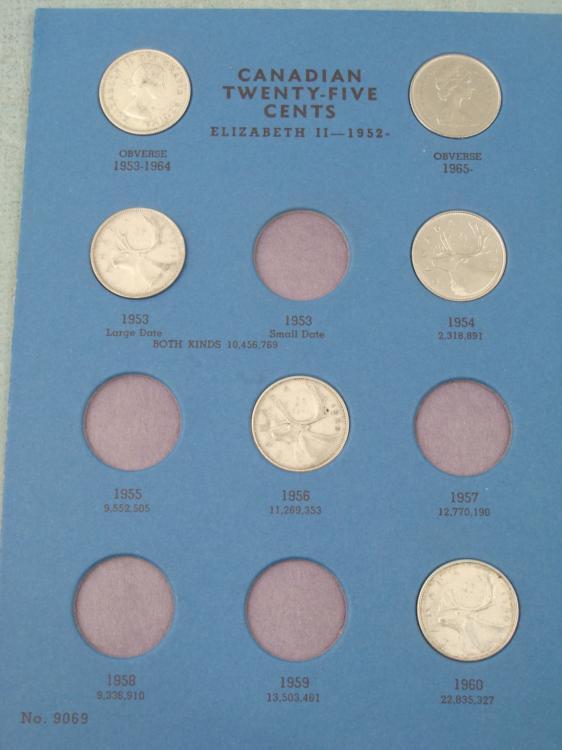 CANADIAN
TWENTY-FIVE
CENTS
ELIZABETH II—1952-
OBVERSE
1953-1964
OBVERSE
1965-
1953
Large Date
1953
Small Date
BOTH KINDS 10,456,769
1954
2,318,891
1955
9,552,505
1956
11,269,353
1957
12,770,190
1958
9,336,910
1959
13,503,461
1960
22,835,327
No. 9069